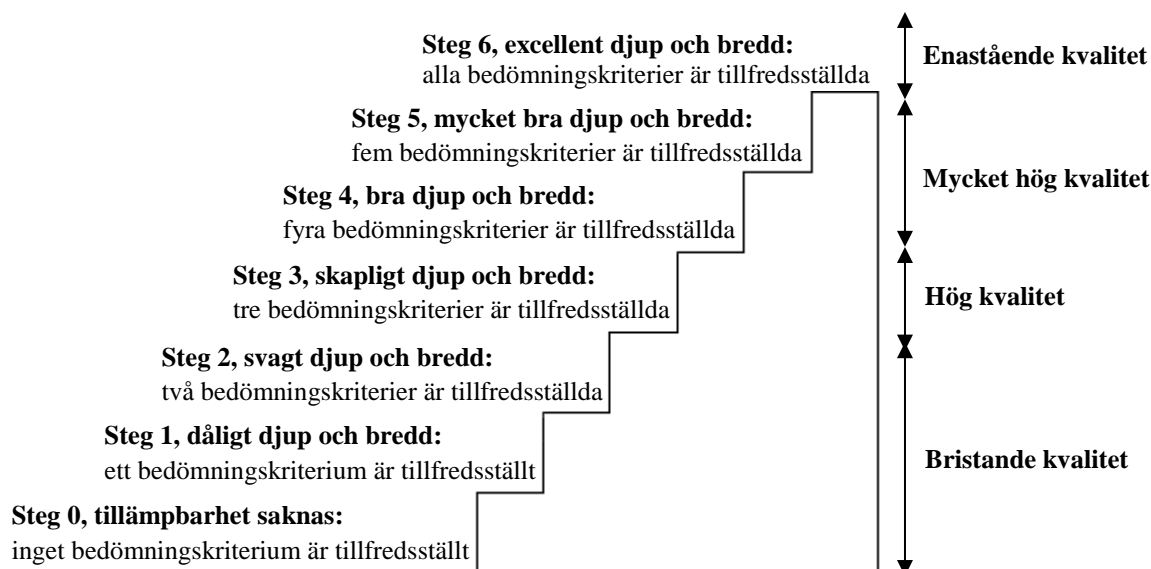 Steg 6, excellent djup och bredd:
alla bedömningskriterier är tillfredsställda
Enastående kvalitet
Steg 5, mycket bra djup och bredd:
fem bedömningskriterier är tillfredsställda
Mycket hög kvalitet
Steg 4, bra djup och bredd:
fyra bedömningskriterier är tillfredsställda
Steg 3, skapligt djup och bredd:
tre bedömningskriterier är tillfredsställda
Hög kvalitet
Steg 2, svagt djup och bredd:
två bedömningskriterier är tillfredsställda
Steg 1, dåligt djup och bredd:
ett bedömningskriterium är tillfredsställt
Bristande kvalitet
Steg 0, tillämpbarhet saknas:
inget bedömningskriterium är tillfredsställt